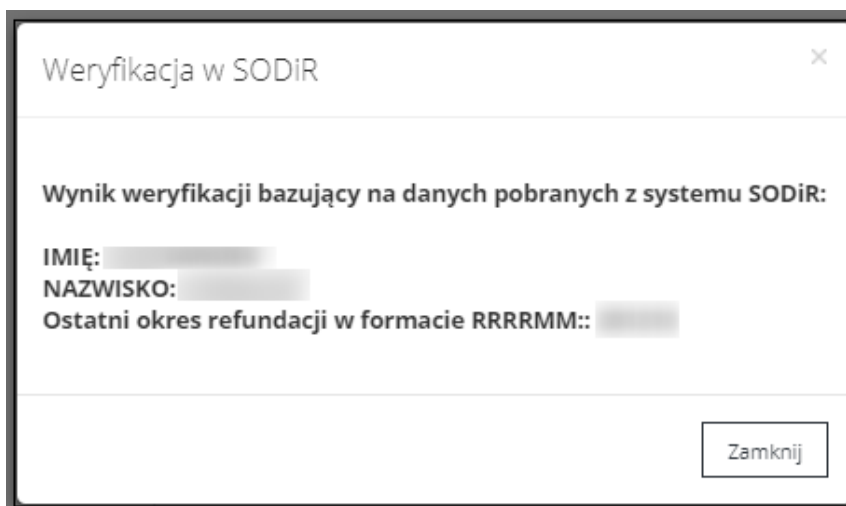 Weryfikacja w SODiR
×
Wynik weryfikacji bazujący na danych pobranych z systemu SODiR:
IMIĘ:
NAZWISKO:
Ostatni okres refundacji w formacie RRRRMM::
Zamknij